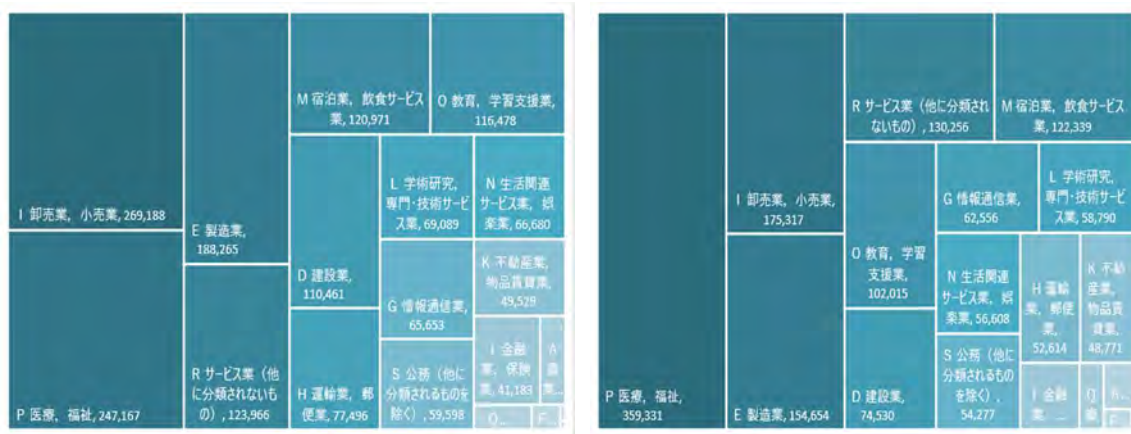 I 卸売業，小売業, 269,188
P 医療，福祉, 247,167
E 製造業,
188,265
R サービス業（他
に分類されないも
の）, 123,966
M 宿泊業，飲食サービス
業, 120,971
O 教育，学習支援業,
116,478
D 建設業,
110,461
H 運輸業，郵
便業, 77,496
L 学術研究，
専門・技術サービ
ス業, 69,089
N 生活関連
サービス業，娯
楽業, 66,680
G 情報通信業,
65,653
S 公務（他に
分類されるものを
除く）, 59,598
K 不動産業，
物品賃貸業,
49,529
I 金融
業，保険
業, 41,183
A
農
業...
Q...
F...
P 医療，福祉,
359,331
I 卸売業，小売業,
175,317
E 製造業, 154,654
R サービス業（他に分類され
ないもの）, 130,256
M 宿泊業，飲食サービス
業, 122,339
O 教育，学習
支援業,
102,015
D 建設業,
74,530
G 情報通信業,
62,556
L 学術研究，
専門・技術サービ
ス業, 58,790
N 生活関連
サービス業，娯
楽業, 56,608
S 公務（他に
分類されるもの
を除く）,
54,277
H 運輸
業，郵便
業,
52,614
K 不動
産業，
物品賃
貸業,
48,771
I 金融
業...
Q
複...
A...
F...